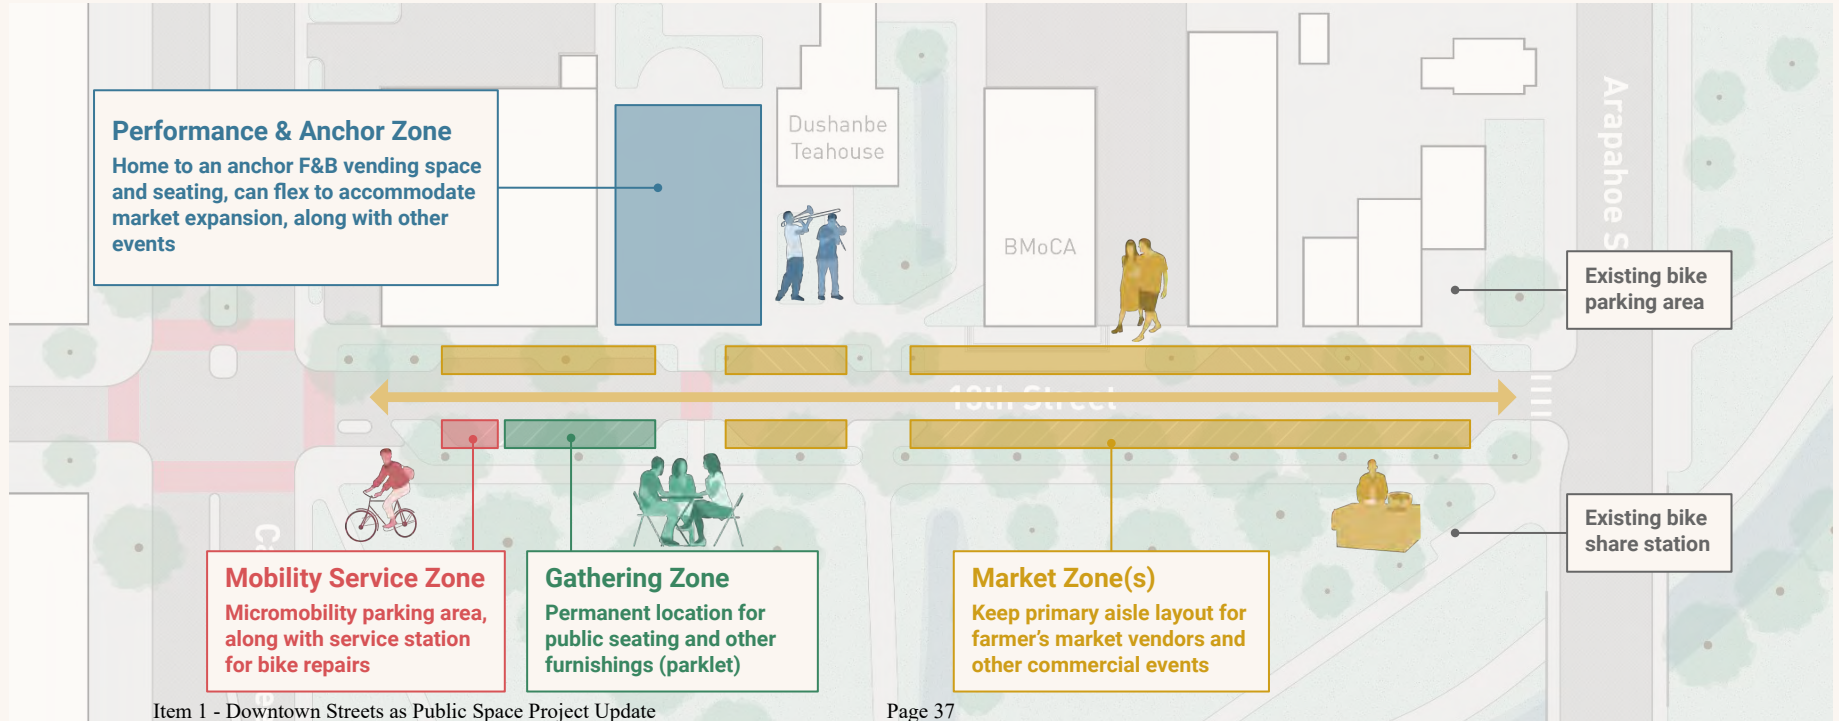 Performance & Anchor Zone
Home to an anchor F&B vending space
and seating, can flex to accommodate
market expansion, along with other
events
Dushanbe
Teahouse
BMoCA
Arapahoe S
Existing bike
parking area
13th Street
Mobility Service Zone
Micromobility parking area,
along with service station
for bike repairs
Gathering Zone
Permanent location for
public seating and other
furnishings (parklet)
Market Zone(s)
Keep primary aisle layout for
farmer's market vendors and
other commercial events
Existing bike
share station
Ca
e
Item 1 - Downtown Streets as Public Space Project Update
Page 37